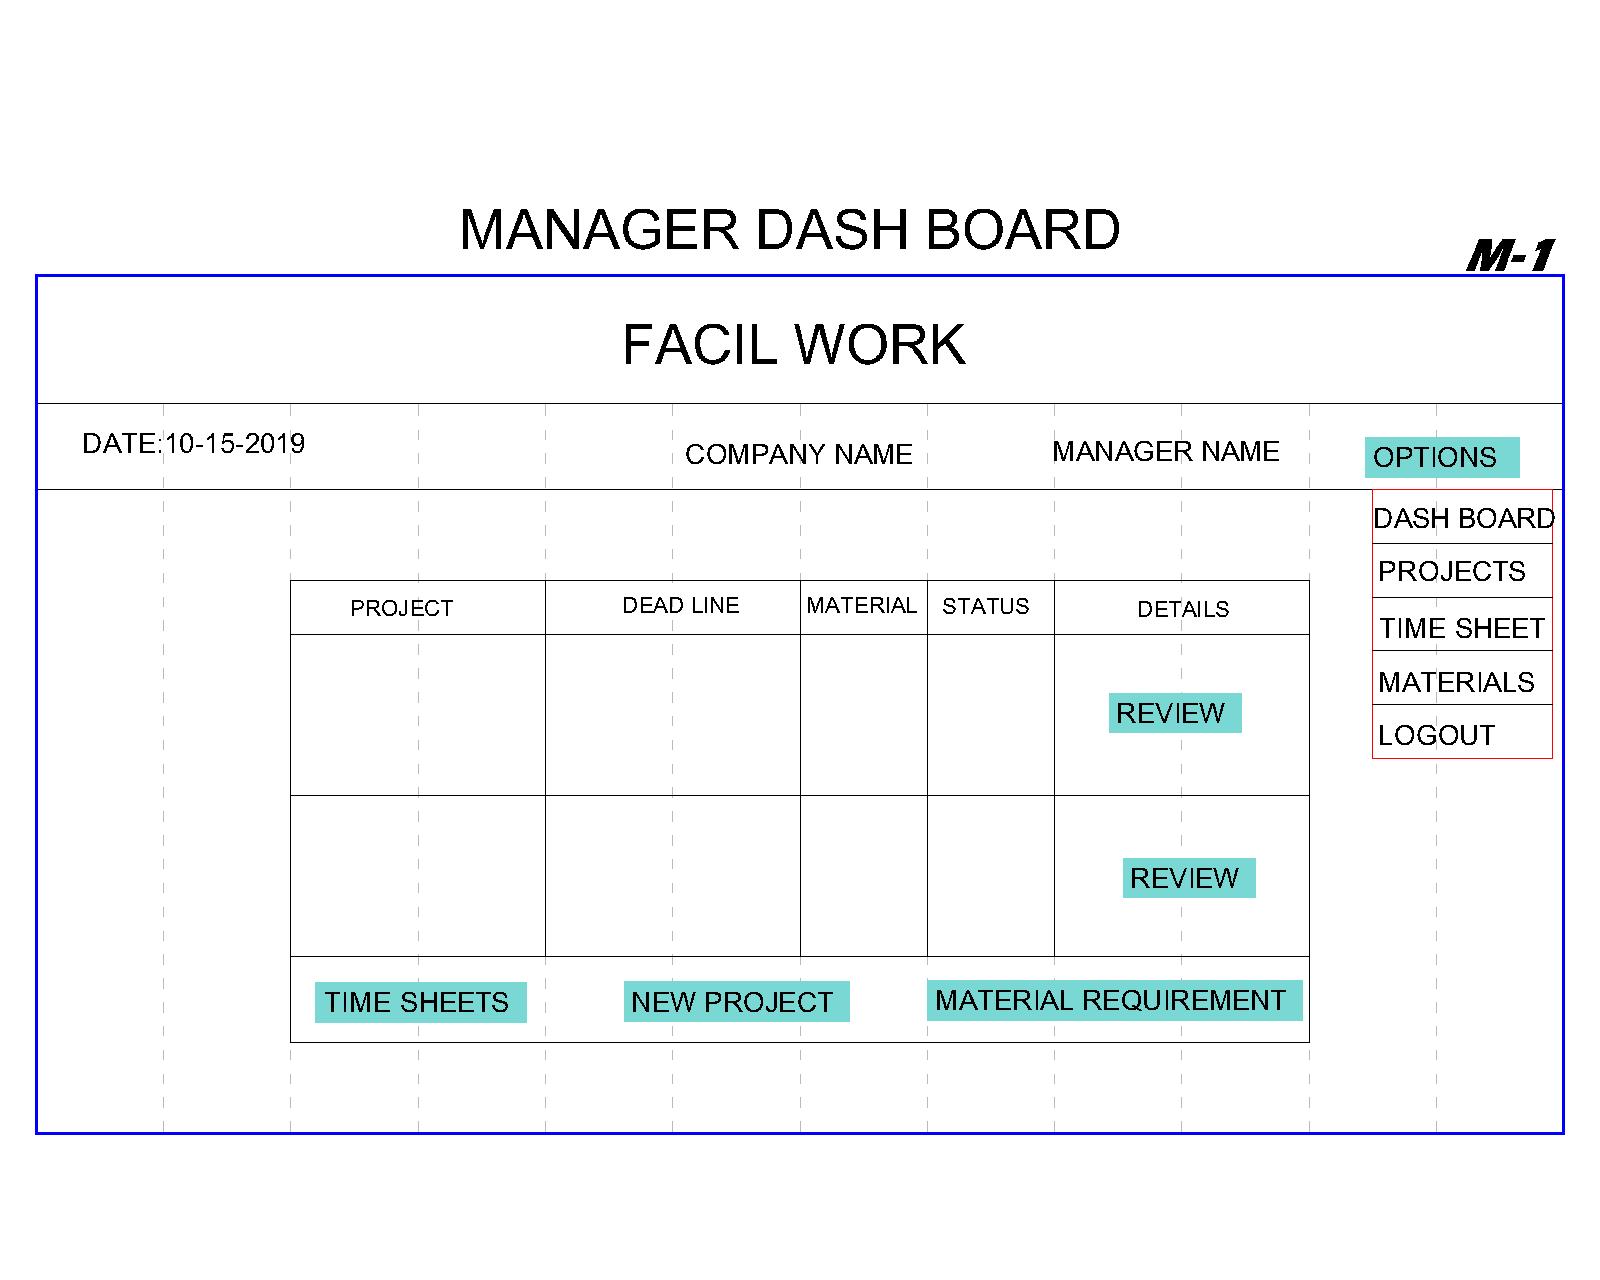 MANAGER DASH BOARD
M-1
FACIL WORK
DATE:10-15-2019
COMPANY NAME
MANAGER NAME
OPTIONS
DASH BOARD
PROJECTS
TIME SHEET
MATERIALS
LOGOUT
PROJECT
DEAD LINE
MATERIAL
STATUS
DETAILS
REVIEW
REVIEW
TIME SHEETS
NEW PROJECT
MATERIAL REQUIREMENT